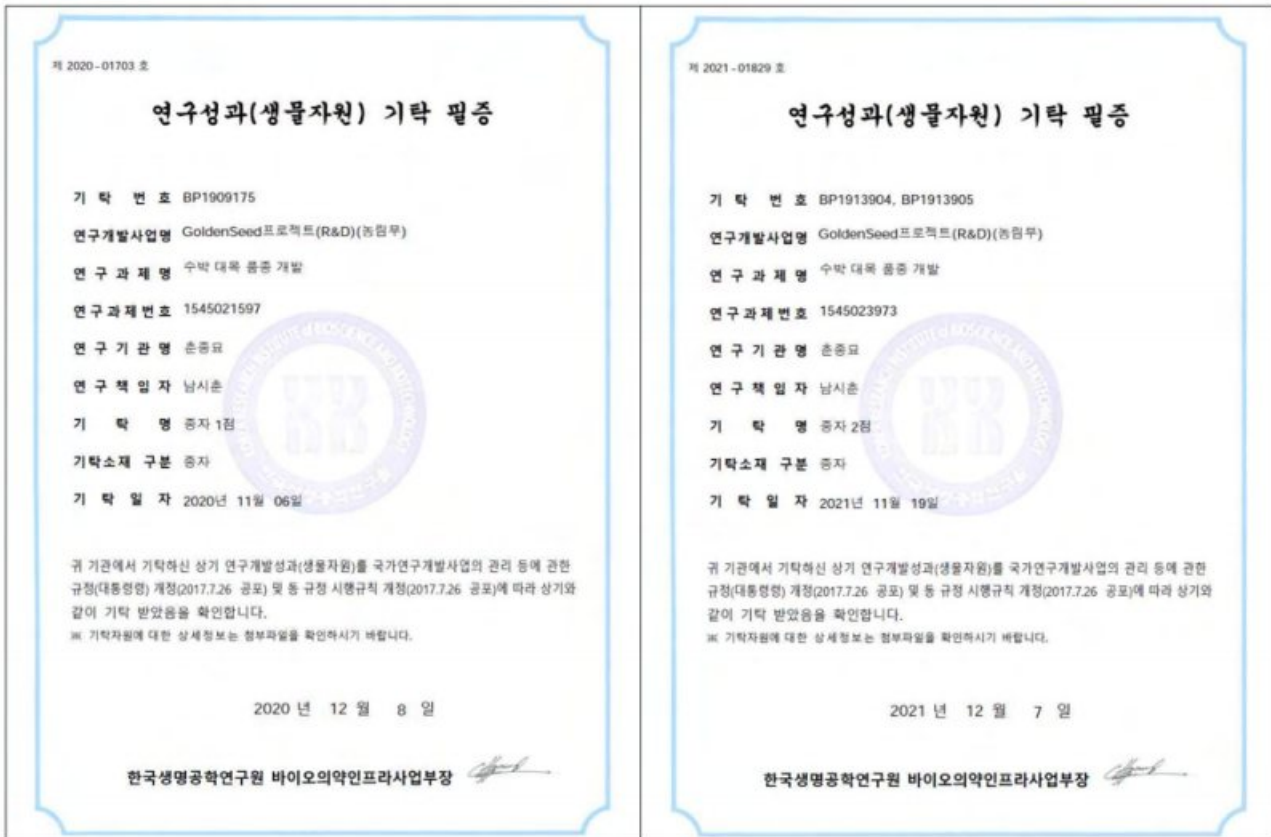 제 2020-01703 호
연구성과(생물자원) 기탁 필증
기 탁 번 호 BP1909175
연구개발사업명 GoldenSeed프로젝트(R&D)(농림부)
연 구 과 제 명 수박 대목 품종 개발
연구과제번호 1545021597
연 구 기 관 명 춘종묘
연 구 책 임 자 남시춘
기 탁 명 종자 1점
기탁소재 구분 종자
기 탁 일 자 2020년 11월 06일
귀 기관에서 기탁하신 상기 연구개발성과(생물자원)를 국가연구개발사업의 관리 등에 관한
규정(대통령령) 개정(2017.7.26 공포) 및 동 규정 시행규칙 개정(2017.7.26 공포)에 따라 상기와
같이 기탁 받았음을 확인합니다.
※ 기탁자원에 대한 상세정보는 첨부파일을 확인하시기 바랍니다.
2020 년 12 월 8 일
한국생명공학연구원 바이오의약인프라사업부장
제 2021-01829 호
연구성과(생물자원) 기탁 필증
기 탁 번 호 BP1913904, BP1913905
연구개발사업명 GoldenSeed프로젝트(R&D)(농림부)
연 구 과 제 명 수박 대목 품종 개발
연구과제번호 1545023973
연 구 기 관 명 춘종묘
연 구 책 임 자 남시춘
기 탁 명 종자 2점
기탁소재 구분 종자
기 탁 일 자 2021년 11월 19일
귀 기관에서 기탁하신 상기 연구개발성과(생물자원)를 국가연구개발사업의 관리 등에 관한
규정(대통령령) 개정(2017.7.26 공포) 및 동 규정 시행규칙 개정(2017.7.26 공포)에 따라 상기와
같이 기탁 받았음을 확인합니다.
※ 기탁자원에 대한 상세정보는 첨부파일을 확인하시기 바랍니다.
2021 년 12 월 7 일
한국생명공학연구원 바이오의약인프라사업부장